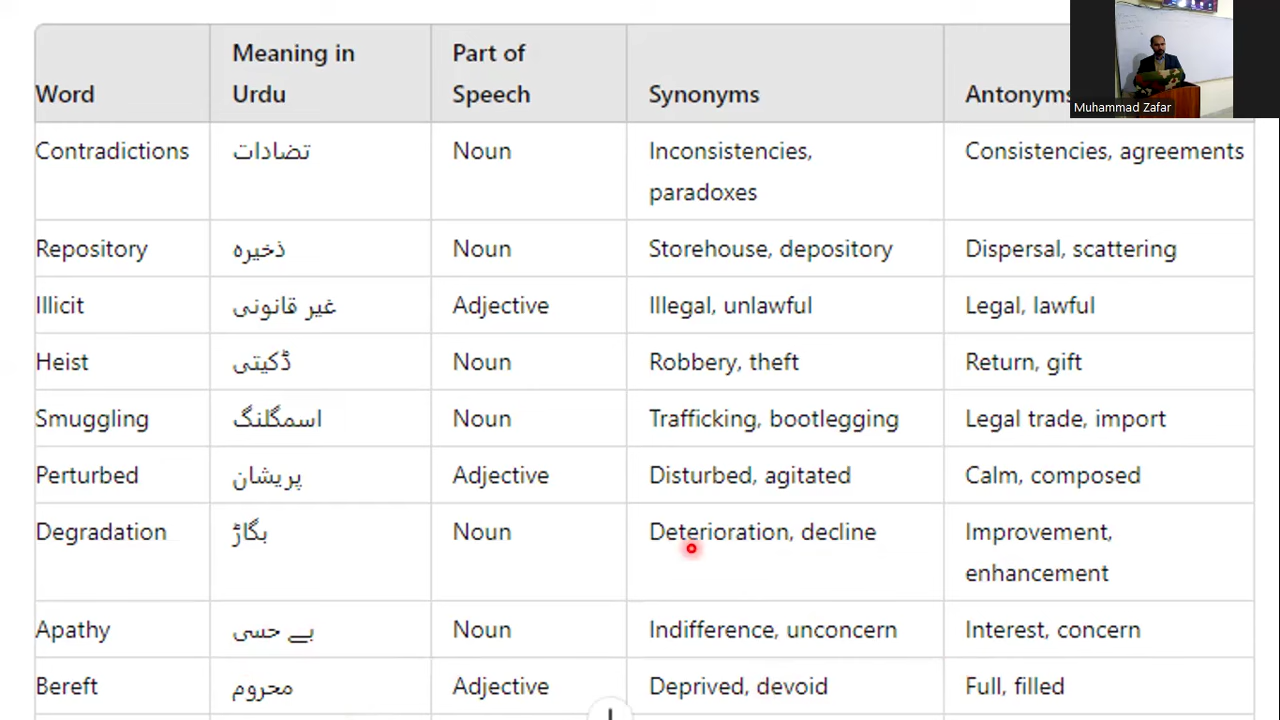 Meaning in Part of
Word Urdu Speech Synonyms Antonyms
Muhammad Zafar
Contradictions تضادات Noun Inconsistencies, Consistencies, agreements
paradoxes
Repository ذخیرہ Noun Storehouse, depository Dispersal, scattering
Illicit غیر قانونی Adjective Illegal, unlawful Legal, lawful
Heist ڈکیتی Noun Robbery, theft Return, gift
Smuggling اسمگلنگ Noun Trafficking, bootlegging Legal trade, import
Perturbed پریشان Adjective Disturbed, agitated Calm, composed
Degradation بگاڑ Noun Deterioration, decline Improvement,
enhancement
Apathy بے حسی Noun Indifference, unconcern Interest, concern
Bereft محروم Adjective Deprived, devoid Full, filled